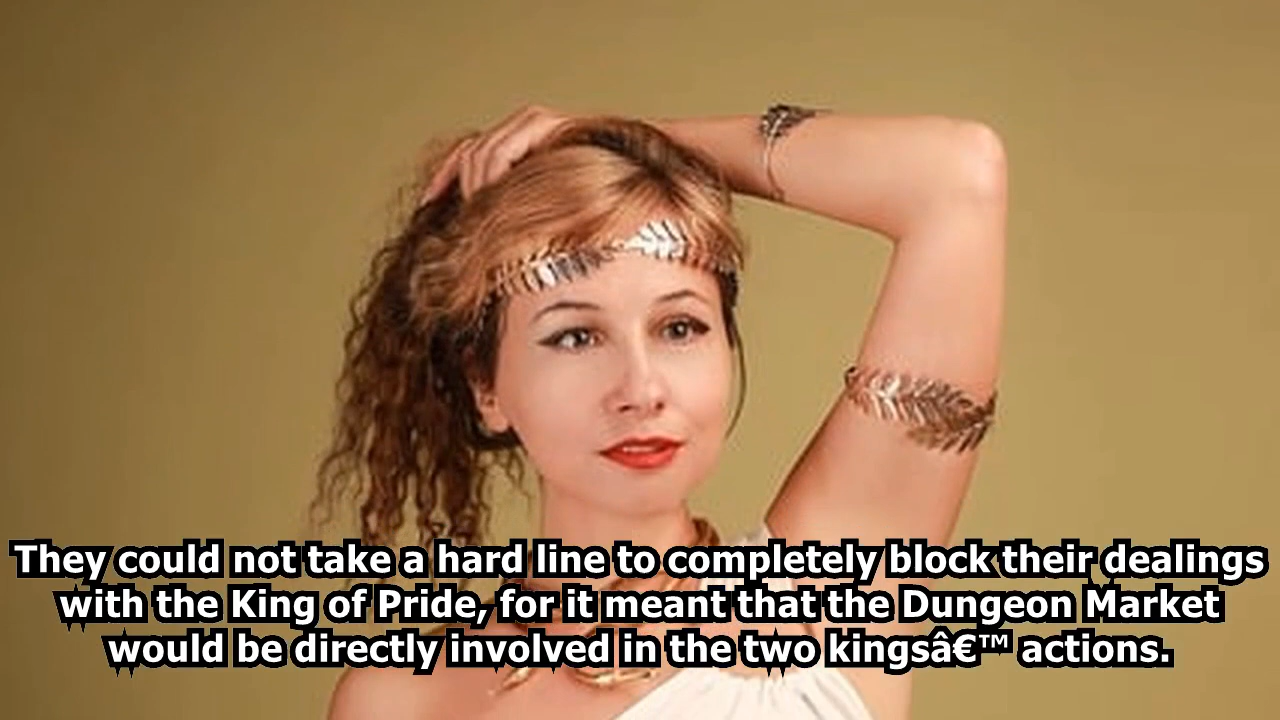 They could not take a hard line to completely block their dealings
with the King of Pride, for it meant that the Dungeon Market
would be directly involved in the two kingsâ€™ actions.